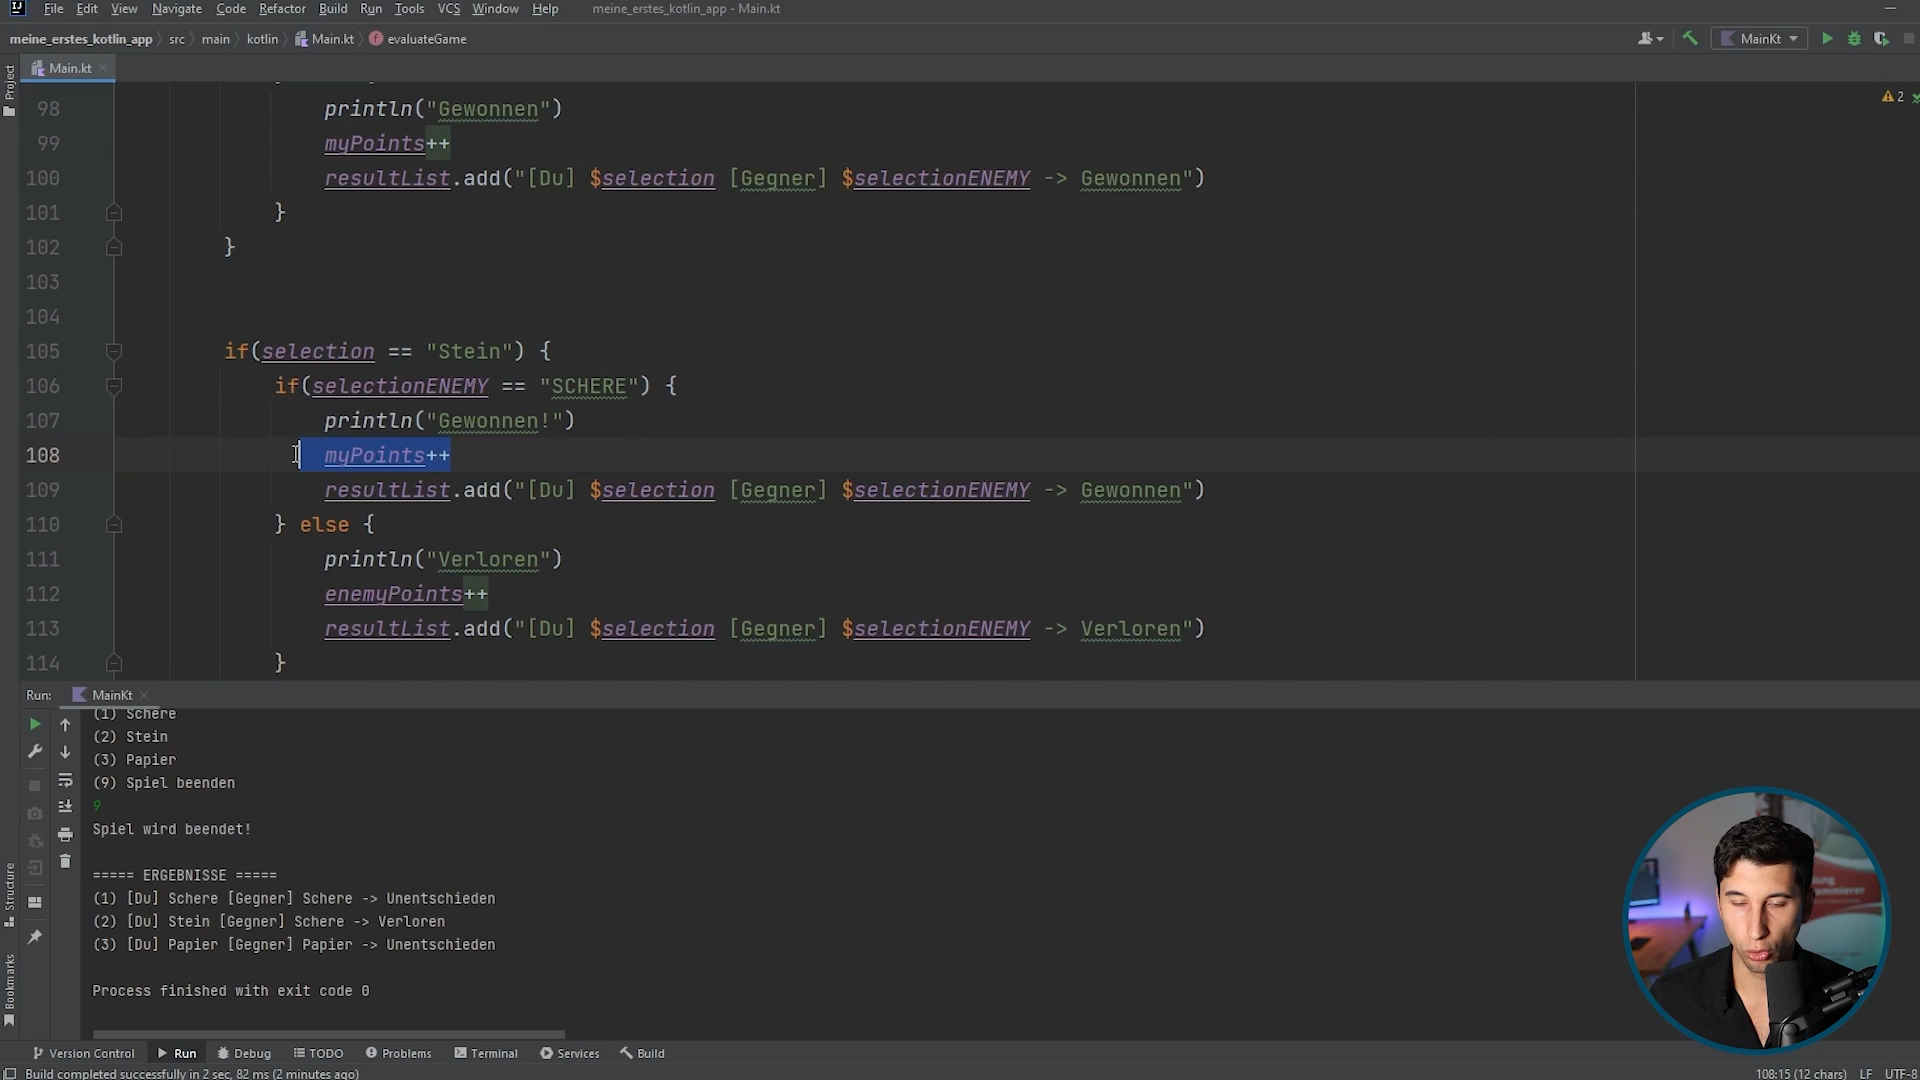 File Edit View Navigate Code Refactor Build Run Tools VCS Window Help meine_erstes_kotlin_app - Main.kt
meine_erstes_kotlin_app src main kotlin Main.kt evaluateGame
MainKt
Main.kt
Project
2
98 println("Gewonnen")
99 myPoints++
100 resultList.add("[Du] $selection [Gegner] $selectionENEMY -> Gewonnen")
101 }
102 }
103
104
105 if(selection == "Stein") {
106 if(selectionENEMY == "SCHERE") {
107 println("Gewonnen!")
108 myPoints++
109 resultList.add("[Du] $selection [Gegner] $selectionENEMY -> Gewonnen")
110 } else {
111 println("Verloren")
112 enemyPoints++
113 resultList.add("[Du] $selection [Gegner] $selectionENEMY -> Verloren")
114 }
Run: MainKt
(1) Schere
(2) Stein
(3) Papier
(9) Spiel beenden
9
Spiel wird beendet!
===== ERGEBNISSE =====
(1) [Du] Schere [Gegner] Schere -> Unentschieden
(2) [Du] Stein [Gegner] Schere -> Verloren
(3) [Du] Papier [Gegner] Papier -> Unentschieden
Process finished with exit code 0
Structure
Bookmarks
Version Control Run Debug TODO Problems Terminal Services Build
Build completed successfully in 2 sec, 82 ms (2 minutes ago) 108:15 (12 chars) LF UTF-8